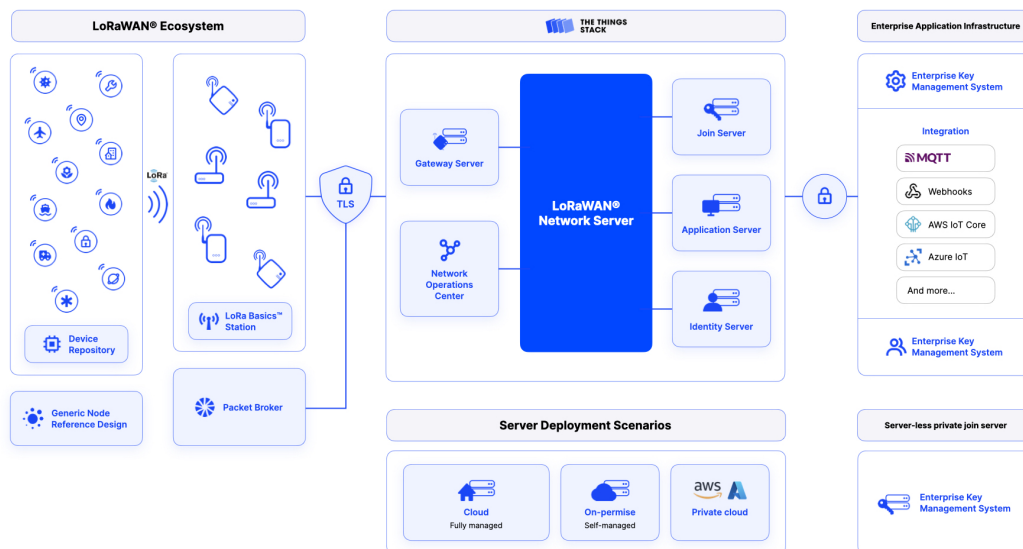 LoRaWAN® Ecosystem
THE THINGS
STACK
Enterprise Application Infrastructure
LoRa
Device
Repository
LoRa Basics™
Station
Generic Node
Reference Design
Packet Broker
TLS
Gateway Server
Network
Operations
Center
LoRaWAN®
Network Server
Join Server
Application Server
Identity Server
Enterprise Key
Management System
Integration
MQTT
Webhooks
AWS IoT Core
Azure IoT
And more...
Enterprise Key
Management System
Server Deployment Scenarios
Cloud
Fully managed
On-permise
Self-managed
aws
Private cloud
Server-less private join server
Enterprise Key
Management System